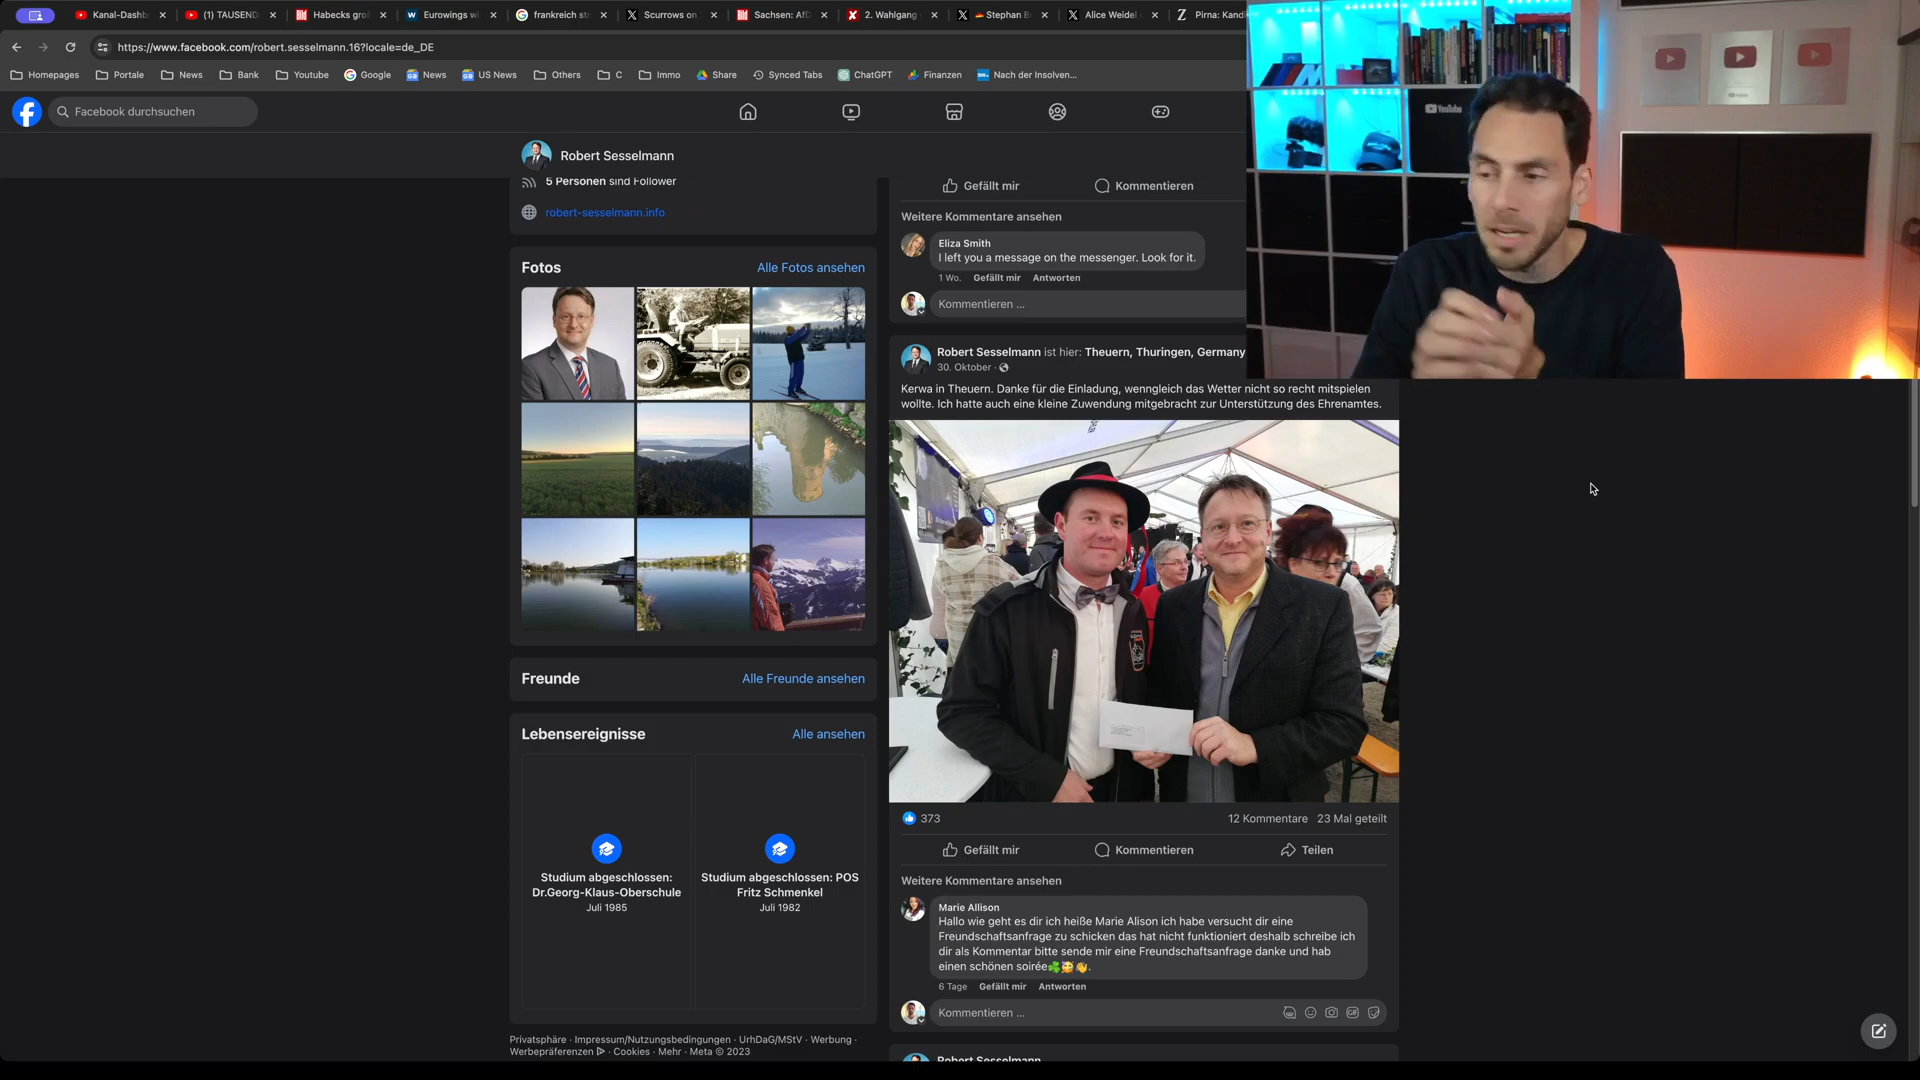 Kanal-Dashb
(1) TAUSEND
Habecks gro
Eurowings w
frankreich st
Scurrows on
Sachsen: AfD
2. Wahlgang
Stephan B
Alice Weidel
Pirna: Kandi
https://www.facebook.com/robert.sesselmann.16?locale=de_DE
Homepages
Portale
News
Bank
Youtube
Google
News
US News
Others
C
Immo
Share
Synced Tabs
ChatGPT
Finanzen
Nach der Insolven...
YouTube
Facebook durchsuchen
Robert Sesselmann
5 Personen sind Follower
robert-sesselmann.info
Fotos
Alle Fotos ansehen
Freunde
Alle Freunde ansehen
Lebensereignisse
Alle ansehen
Studium abgeschlossen:
Dr.Georg-Klaus-Oberschule
Juli 1985
Studium abgeschlossen: POS
Fritz Schmenkel
Juli 1982
Privatsphäre · Impressum/Nutzungsbedingungen · UrhDaG/MStV · Werbung ·
Werbepräferenzen · Cookies · Mehr · Meta © 2023
Gefällt mir
Kommentieren
Weitere Kommentare ansehen
Eliza Smith
I left you a message on the messenger. Look for it.
1 Wo. Gefällt mir Antworten
Kommentieren ...
Robert Sesselmann ist hier: Theuern, Thuringen, Germany
30. Oktober ·
Kerwa in Theuern. Danke für die Einladung, wenngleich das Wetter nicht so recht mitspielen
wollte. Ich hatte auch eine kleine Zuwendung mitgebracht zur Unterstützung des Ehrenamtes.
373
12 Kommentare 23 Mal geteilt
Gefällt mir
Kommentieren
Teilen
Weitere Kommentare ansehen
Marie Allison
Hallo wie geht es dir ich heiße Marie Alison ich habe versucht dir eine
Freundschaftsanfrage zu schicken das hat nicht funktioniert deshalb schreibe ich
dir als Kommentar bitte sende mir eine Freundschaftsanfrage danke und hab
einen schönen soirée☘️🥰👋.
6 Tage Gefällt mir Antworten
Kommentieren ...
Robert Sesselmann